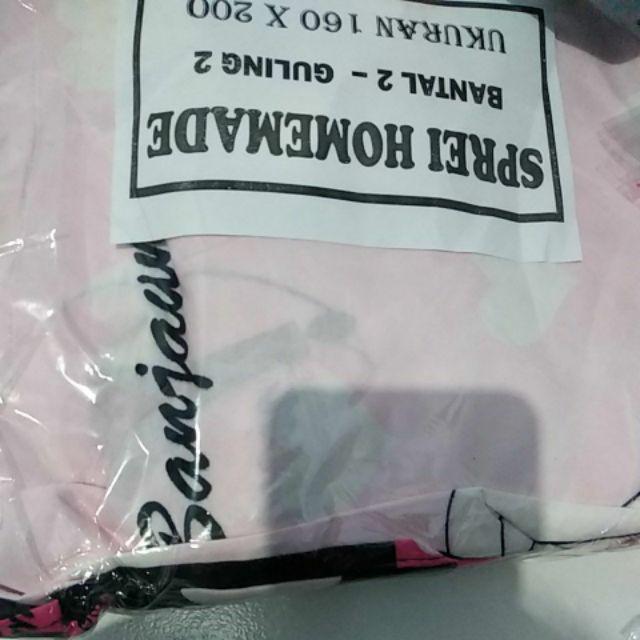 SPREI HOMEMADE
BANTAL 2 – GULING 2
UKURAN 160 X 200